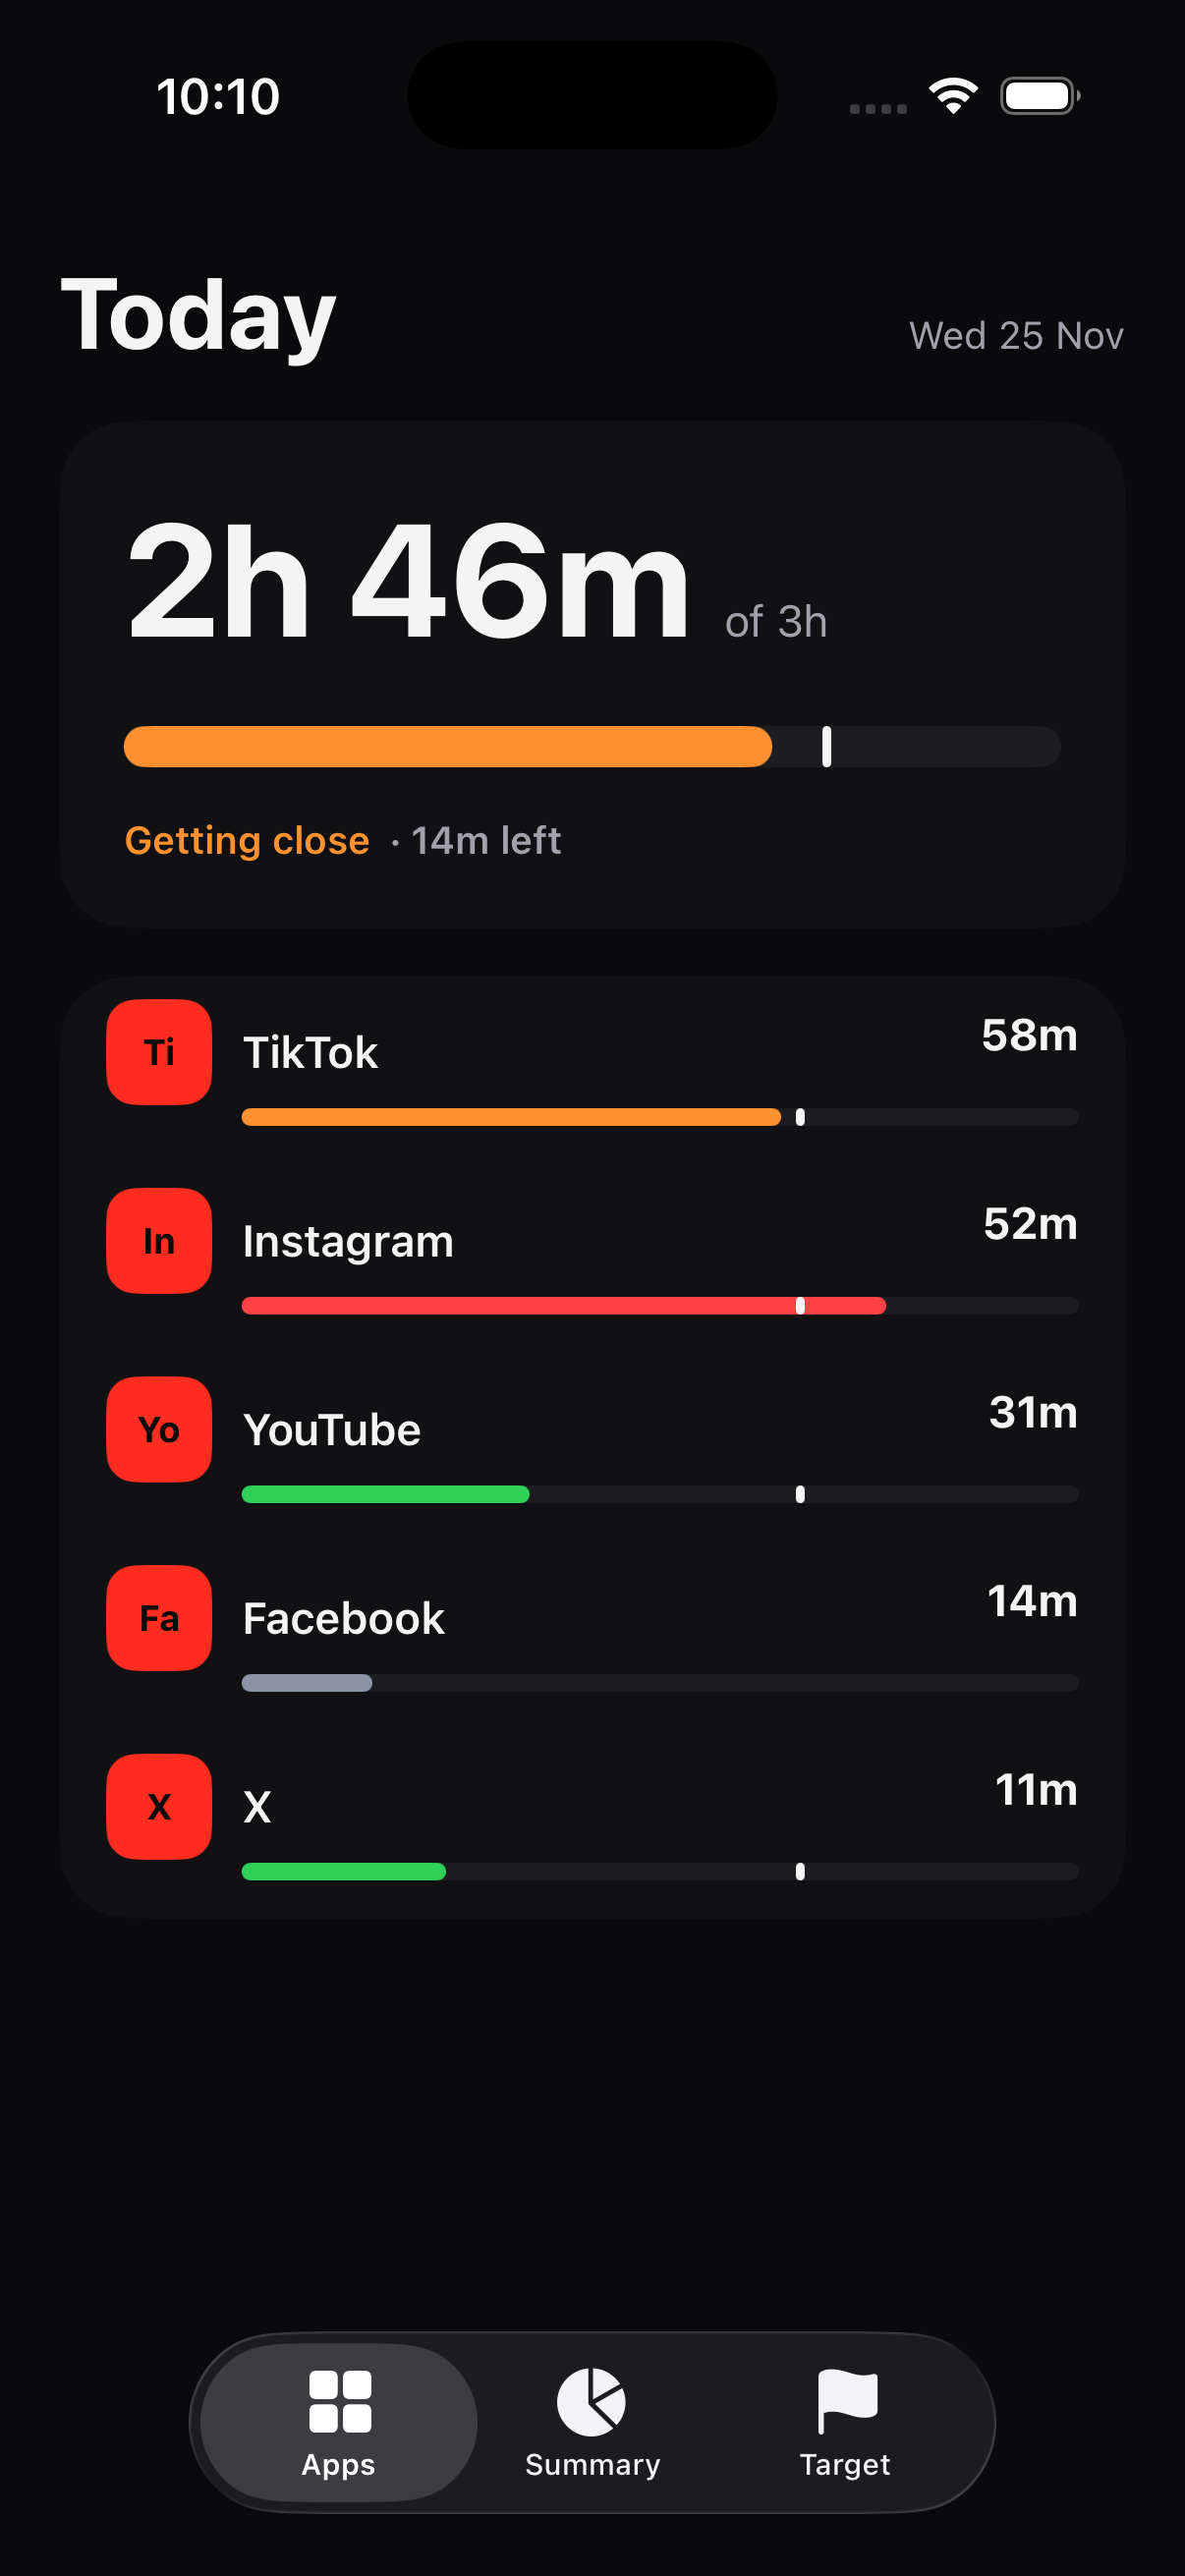 10:10
Today
Wed 25 Nov
2h 46m of 3h
Getting close · 14m left
Ti TikTok 58m
In Instagram 52m
Yo YouTube 31m
Fa Facebook 14m
X X 11m
Apps Summary Target